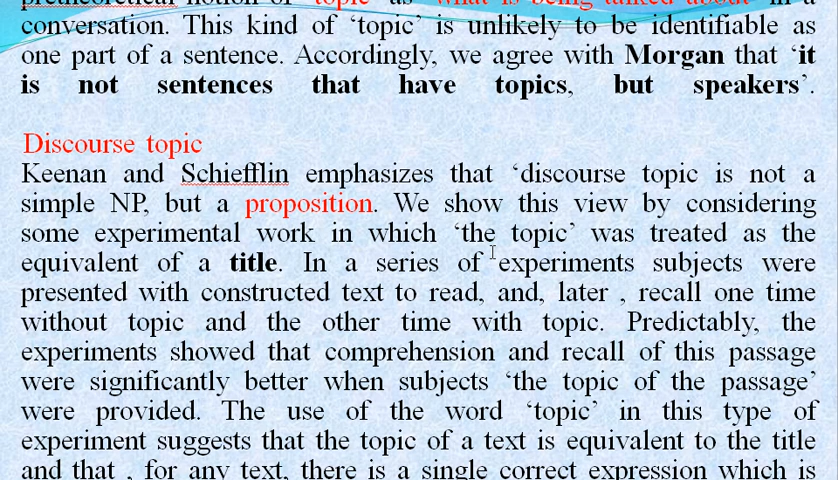 pretheoretical notion of 'topic' as 'what is being talked about' in a
conversation. This kind of ‘topic’ is unlikely to be identifiable as
one part of a sentence. Accordingly, we agree with Morgan that ‘it
is not sentences that have topics, but speakers’.
Discourse topic
Keenan and Schiefflin emphasizes that ‘discourse topic is not a
simple NP, but a proposition. We show this view by considering
some experimental work in which ‘the topic’ was treated as the
equivalent of a title. In a series of experiments subjects were
presented with constructed text to read, and, later , recall one time
without topic and the other time with topic. Predictably, the
experiments showed that comprehension and recall of this passage
were significantly better when subjects ‘the topic of the passage’
were provided. The use of the word ‘topic’ in this type of
experiment suggests that the topic of a text is equivalent to the title
and that , for any text, there is a single correct expression which is